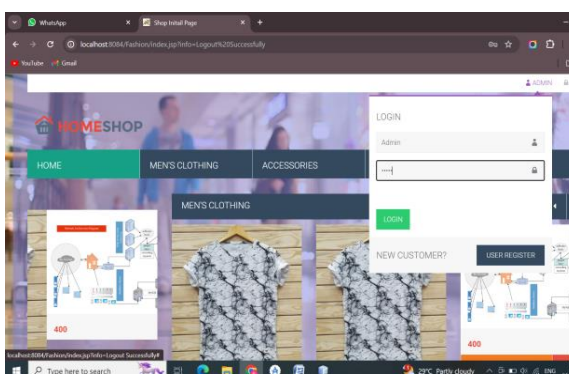 WhatsApp
Shop Initail Page
localhost:8084/Fashion/index.jsp?info=Logout%20Successfully
YouTube
Gmail
ADMIN
HOMESHOP
LOGIN
Admin
HOME
MEN'S CLOTHING
ACCESSORIES
MEN'S CLOTHING
LOGIN
NEW CUSTOMER?
USER REGISTER
400
400
localhost:8084/Fashion/index.jsp?info=Logout Successfully#
Type here to search
29°C Partly cloudy
ENG